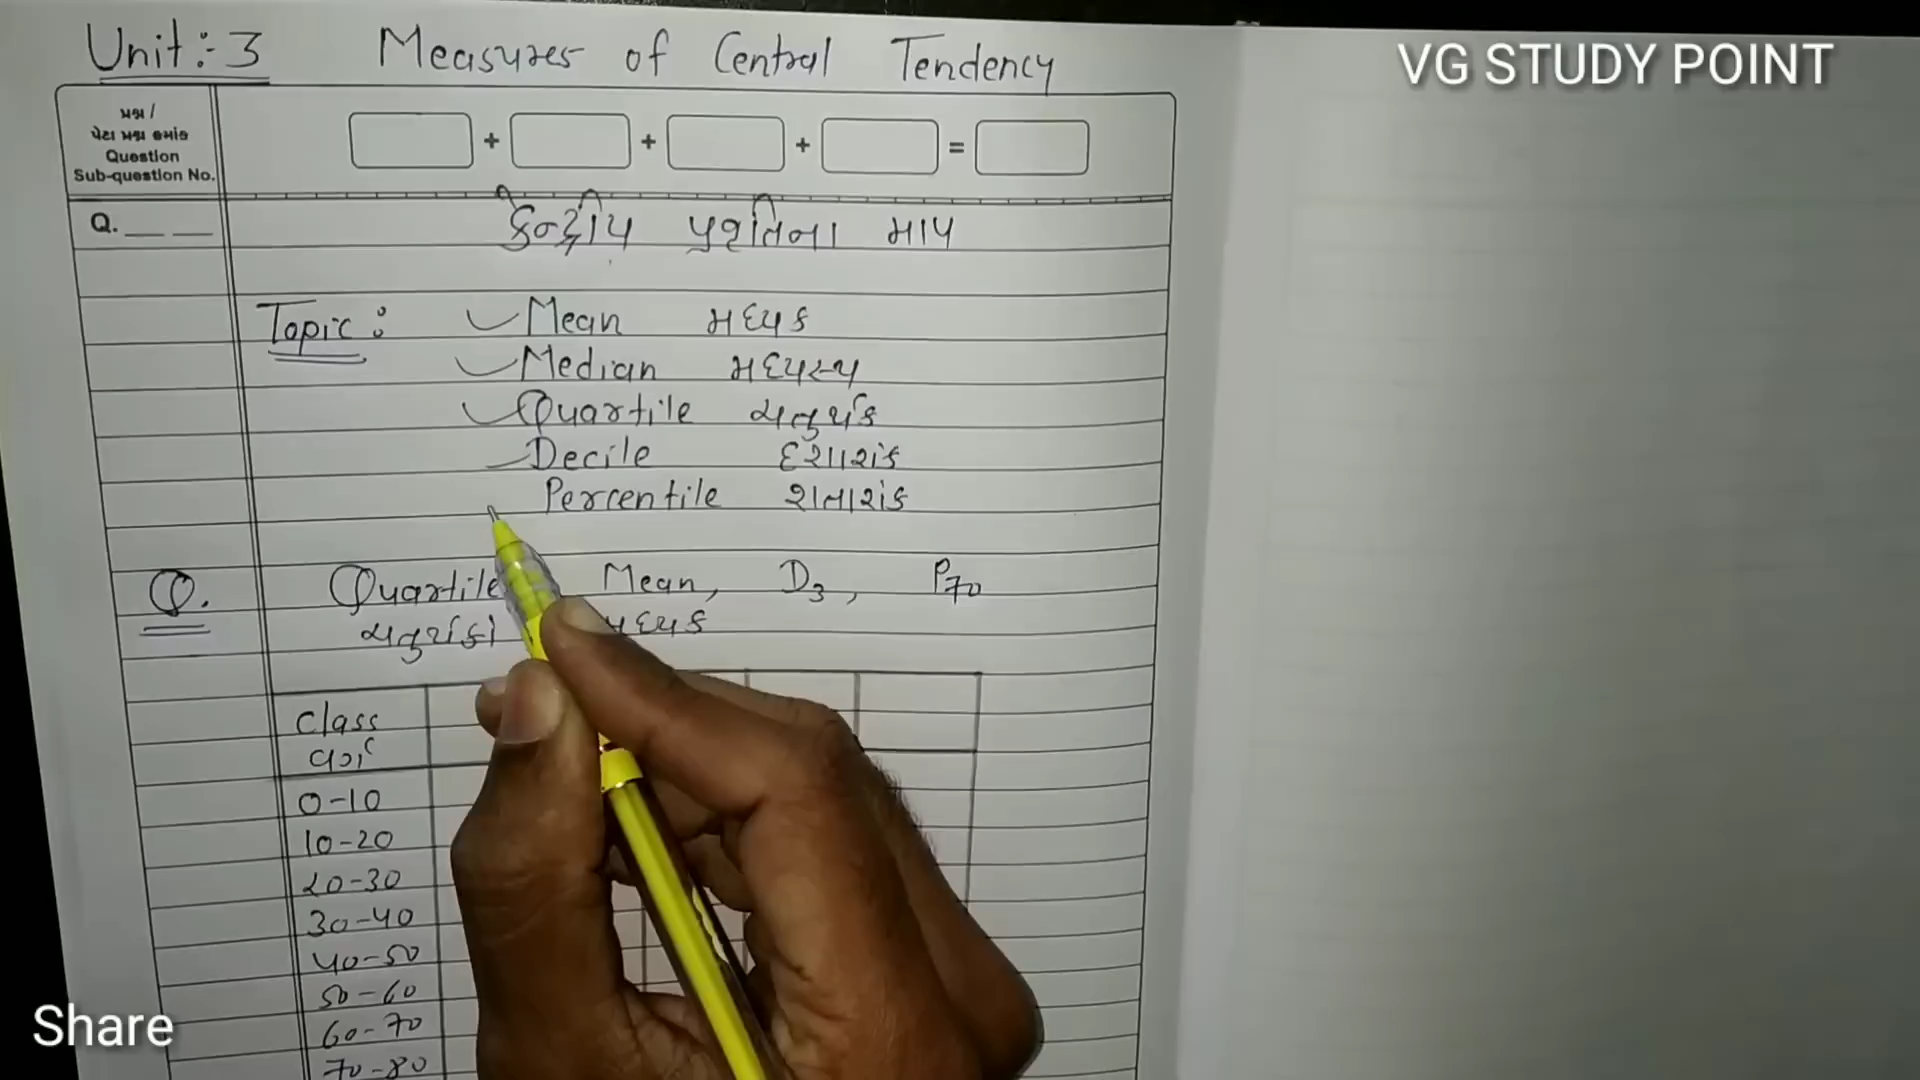 Unit:-3 Measures of Central Tendency
VG STUDY POINT
પ્રશ્ન /
પેટા પ્રશ્ન ક્રમાંક
Question
Sub-question No.
+ + + =
Q. __ __
કેન્દ્રીય માપ
Topic: Mean મધ્યક
Median મધ્યસ્થ
Quartile ચતુર્થક
Decile દશાંશક
Percentile શતાંશક
Q. Quartile Mean, D3, P70
મધ્યક
Class
વર્ગ
0-10
10-20
20-30
30-40
40-50
50-60
60-70
70-80
Share